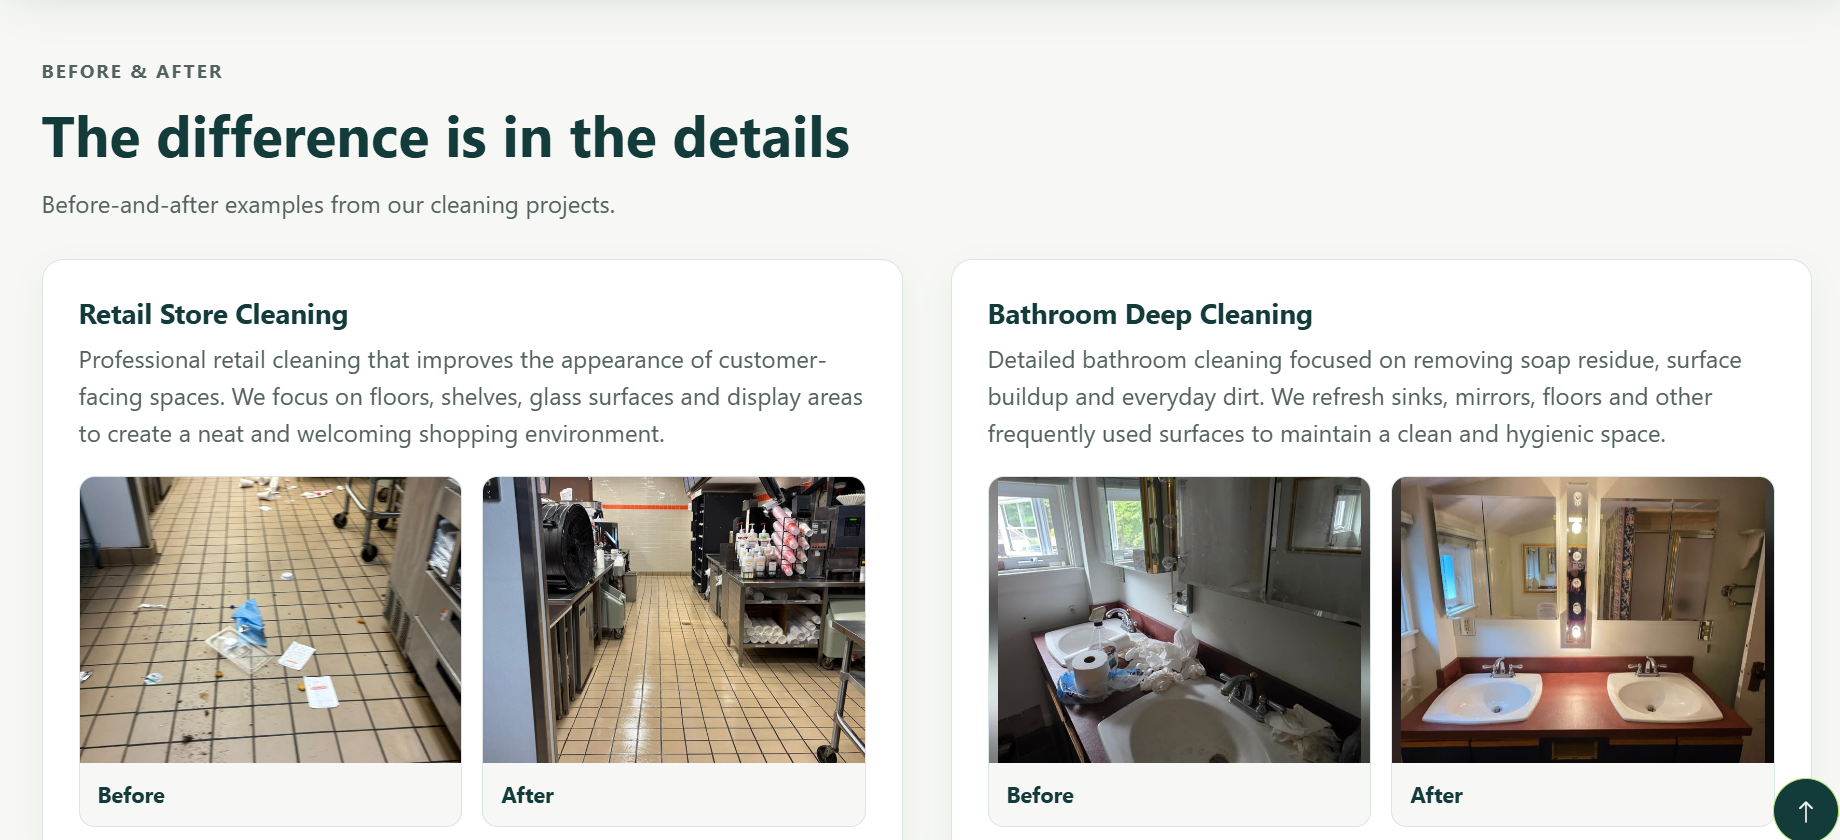 BEFORE & AFTER
The difference is in the details
Before-and-after examples from our cleaning projects.
Retail Store Cleaning
Professional retail cleaning that improves the appearance of customer-
facing spaces. We focus on floors, shelves, glass surfaces and display areas
to create a neat and welcoming shopping environment.
Before
After
Bathroom Deep Cleaning
Detailed bathroom cleaning focused on removing soap residue, surface
buildup and everyday dirt. We refresh sinks, mirrors, floors and other
frequently used surfaces to maintain a clean and hygienic space.
Before
After